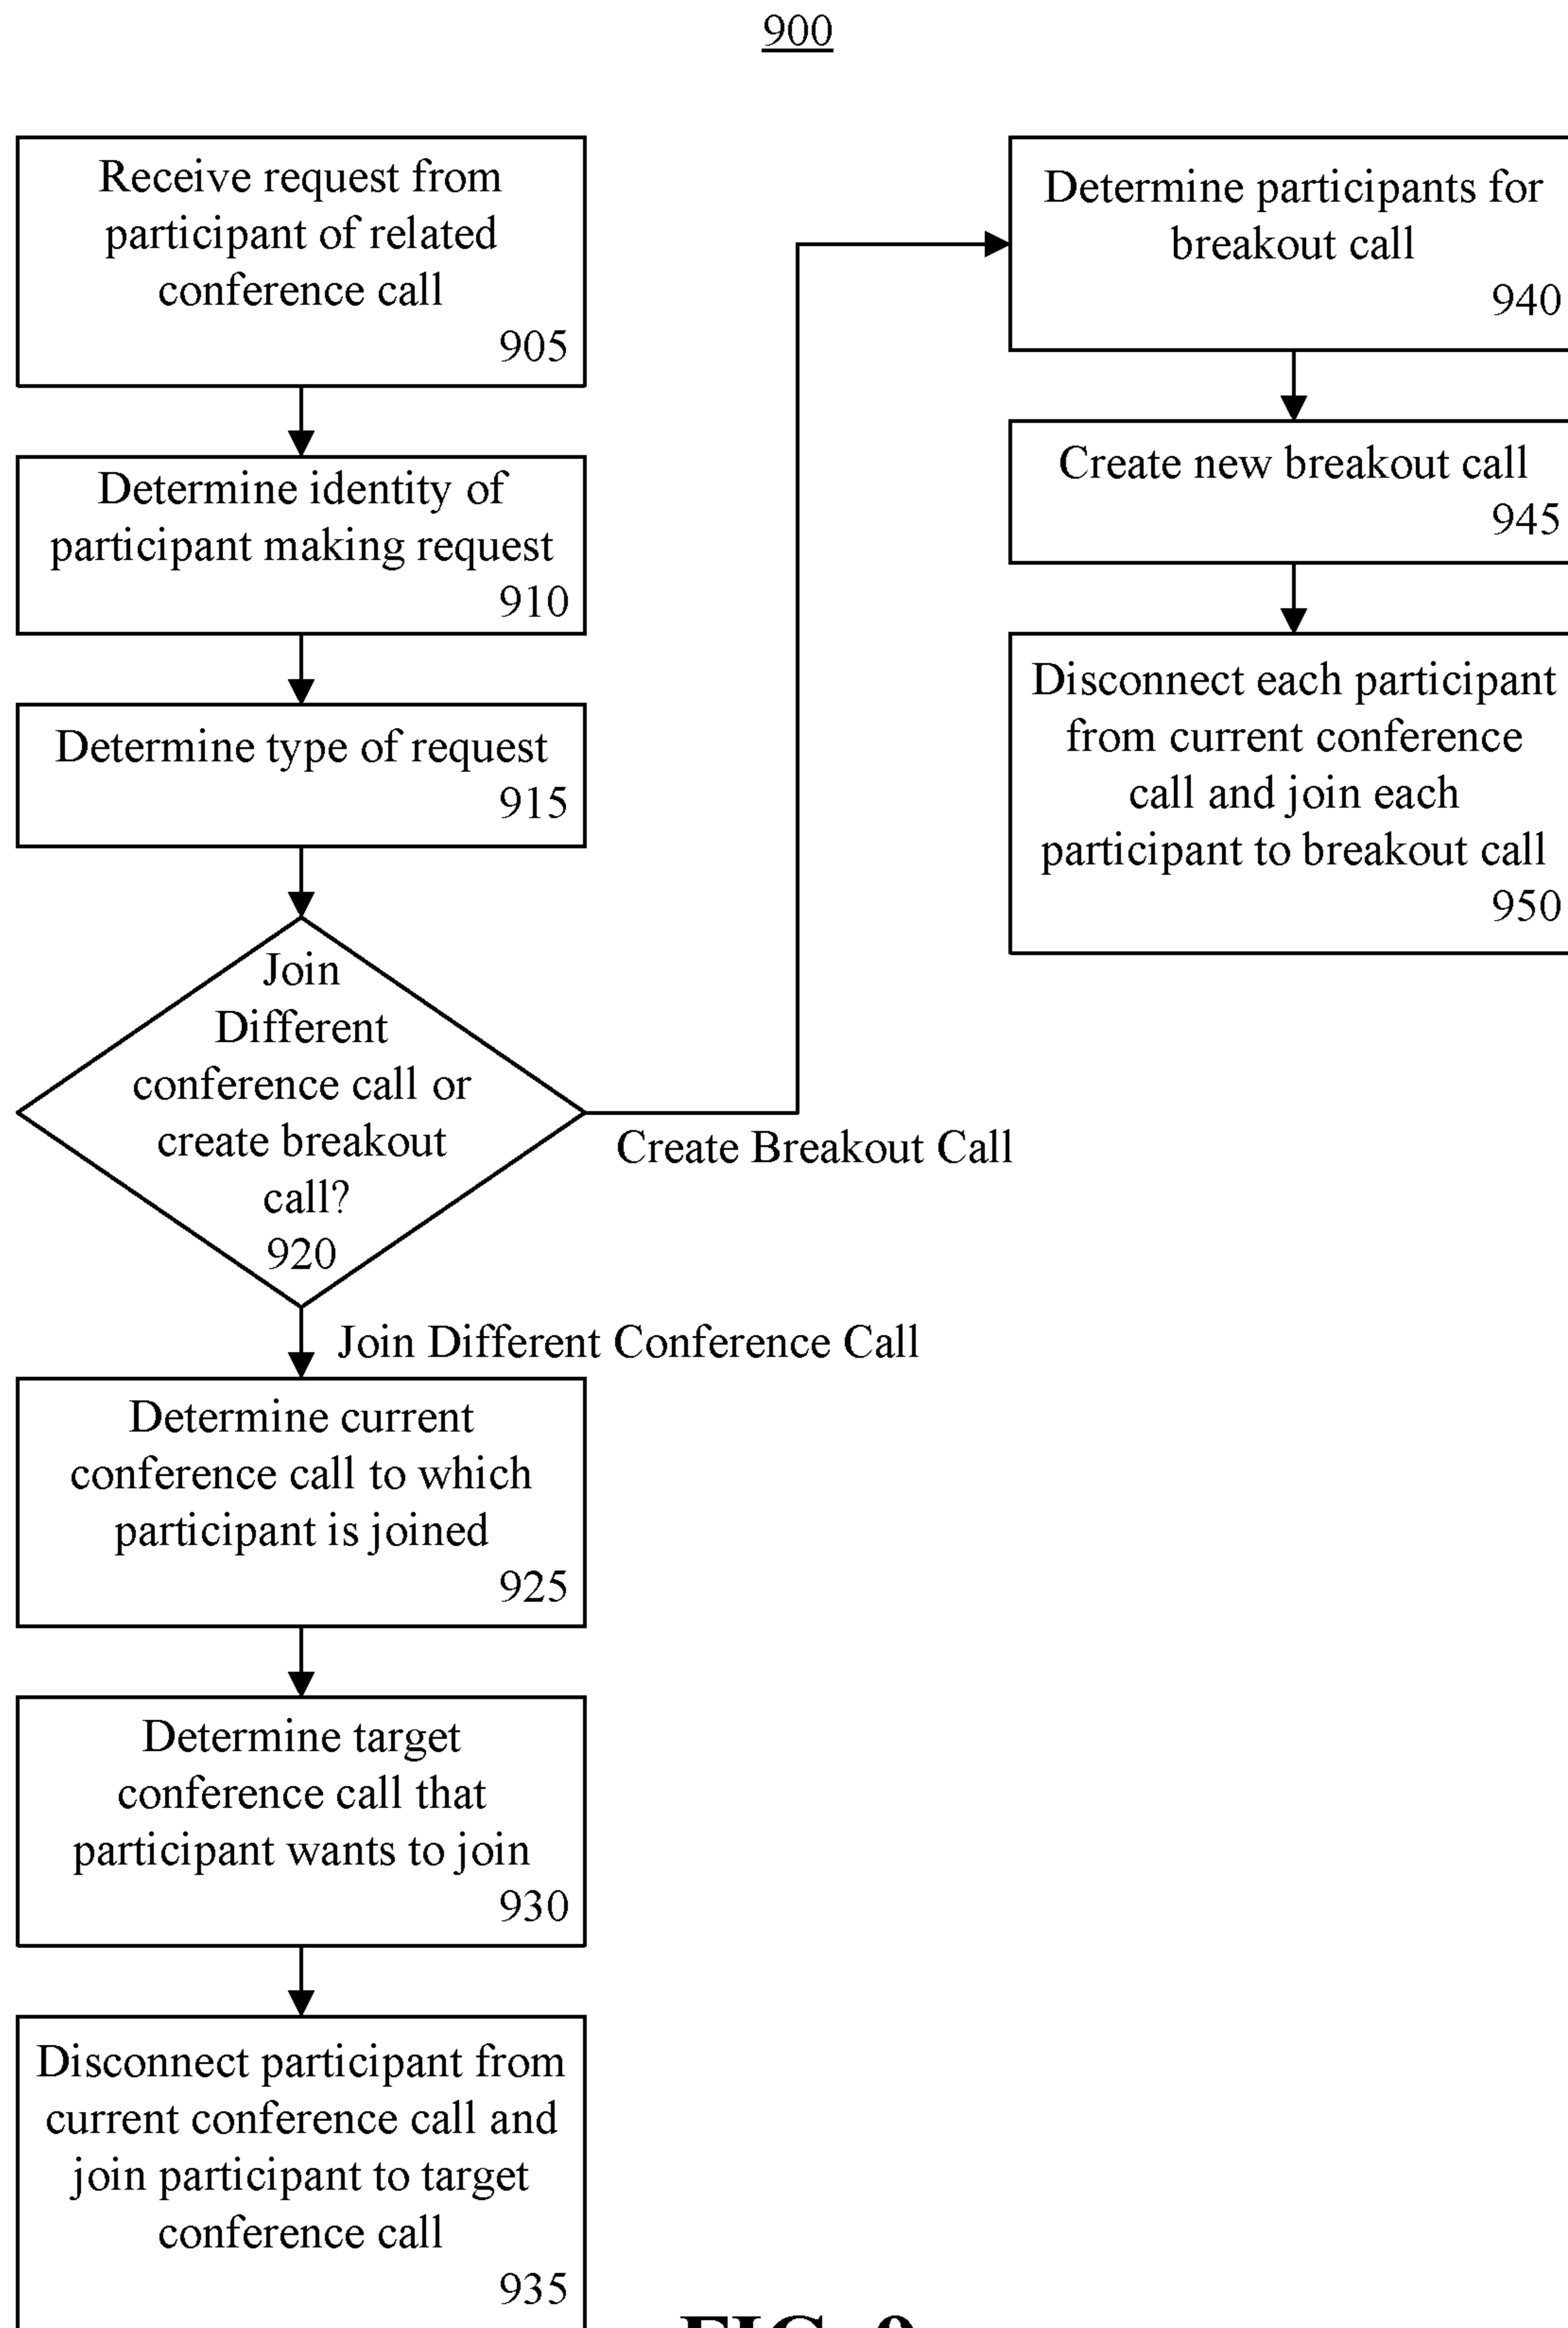 900
Receive request from
participant of related
conference call
905
Determine identity of
participant making request
910
Determine type of request
915
Join
Different
conference call or
create breakout
call?
920
Create Breakout Call
Join Different Conference Call
Determine current
conference call to which
participant is joined
925
Determine target
conference call that
participant wants to join
930
Disconnect participant from
current conference call and
join participant to target
conference call
935
Determine participants for
breakout call
940
Create new breakout call
945
Disconnect each participant
from current conference
call and join each
participant to breakout call
950
FIG. 9